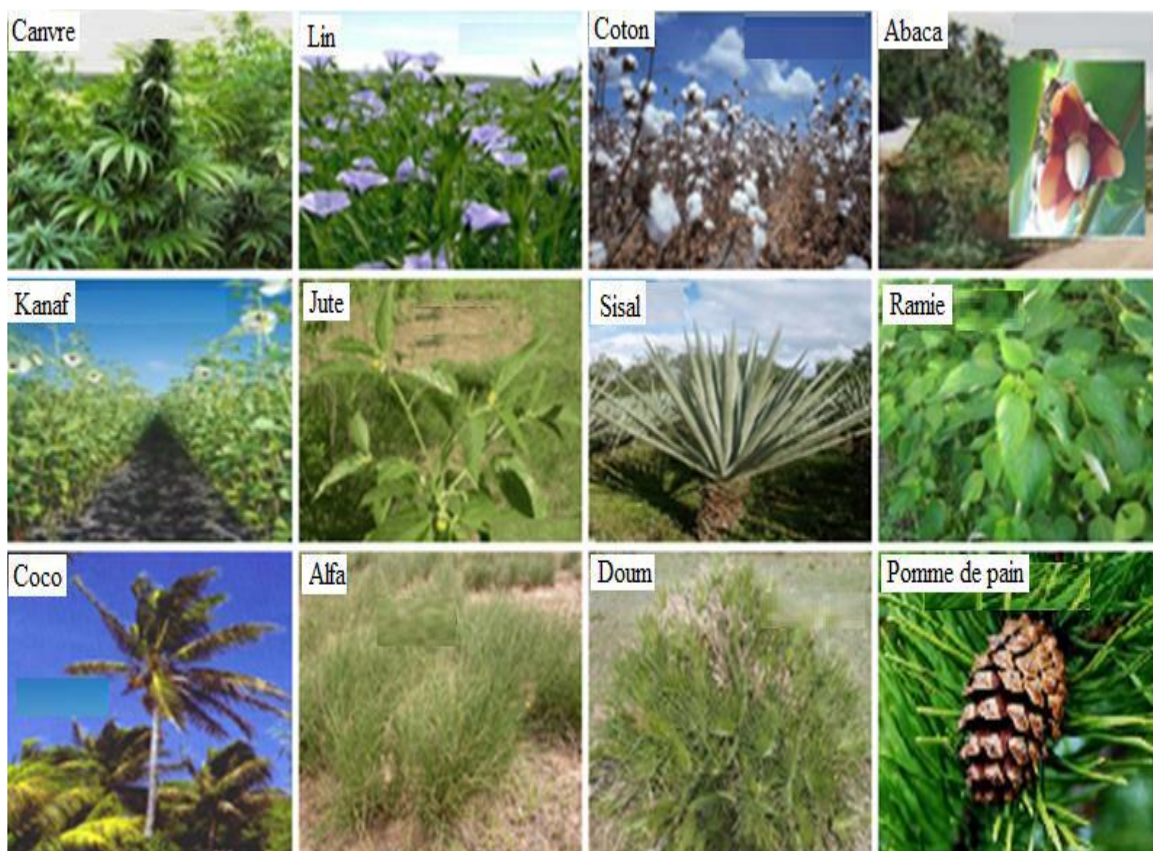 Canvre
Lin
Coton
Abaca
Kanaf
Jute
Sisal
Ramie
Coco
Alfa
Doum
Pomme de pain